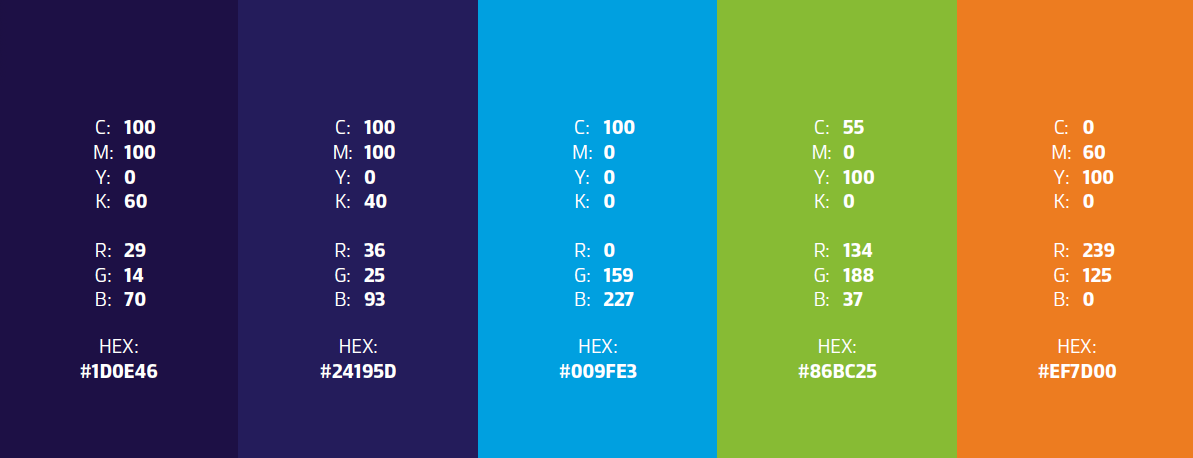 C: 100
M: 100
Y: 0
K: 60
R: 29
G: 14
B: 70
HEX:
#1D0E46
C: 100
M: 100
Y: 0
K: 40
R: 36
G: 25
B: 93
HEX:
#24195D
C: 100
M: 0
Y: 0
K: 0
R: 0
G: 159
B: 227
HEX:
#009FE3
C: 55
M: 0
Y: 100
K: 0
R: 134
G: 188
B: 37
HEX:
#86BC25
C: 0
M: 60
Y: 100
K: 0
R: 239
G: 125
B: 0
HEX:
#EF7D00